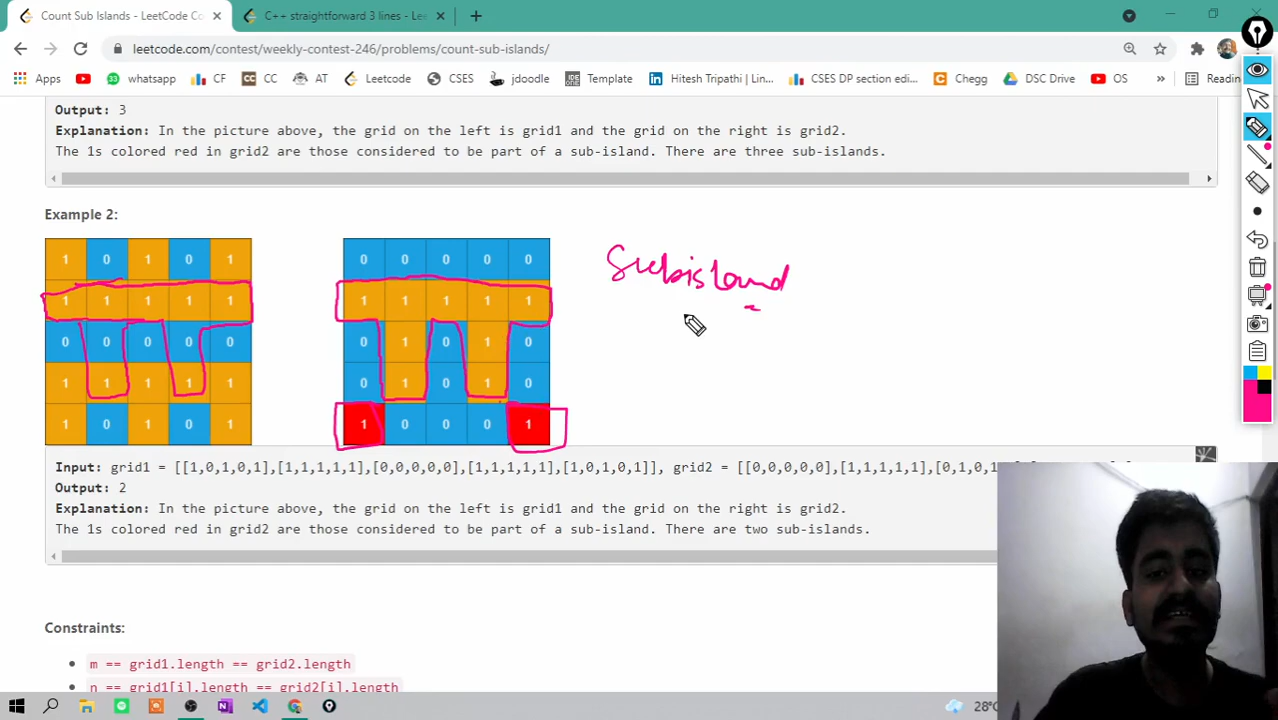 Count Sub Islands - LeetCode Co
C++ straightforward 3 lines - Lee
leetcode.com/contest/weekly-contest-246/problems/count-sub-islands/
Apps whatsapp CF CC AT Leetcode CSES jdoodle Template Hitesh Tripathi | Lin... CSES DP section edi... Chegg DSC Drive OS » Reading
Output: 3
Explanation: In the picture above, the grid on the left is grid1 and the grid on the right is grid2.
The 1s colored red in grid2 are those considered to be part of a sub-island. There are three sub-islands.
Example 2:
1 0 1 0 1 0 0 0 0 0
Subisland
1 1 1 1 1 1 1 1 1 1
0 0 0 0 0 0 1 0 1 0
1 1 1 1 1 0 1 0 1 0
1 0 1 0 1 1 0 0 0 1
Input: grid1 = [[1,0,1,0,1],[1,1,1,1,1],[0,0,0,0,0],[1,1,1,1,1],[1,0,1,0,1]], grid2 = [[0,0,0,0,0],[1,1,1,1,1],[0,1,0,1
Output: 2
Explanation: In the picture above, the grid on the left is grid1 and the grid on the right is grid2.
The 1s colored red in grid2 are those considered to be part of a sub-island. There are two sub-islands.
Constraints:
m == grid1.length == grid2.length
n == grid1[i].length == grid2[i].length
28°